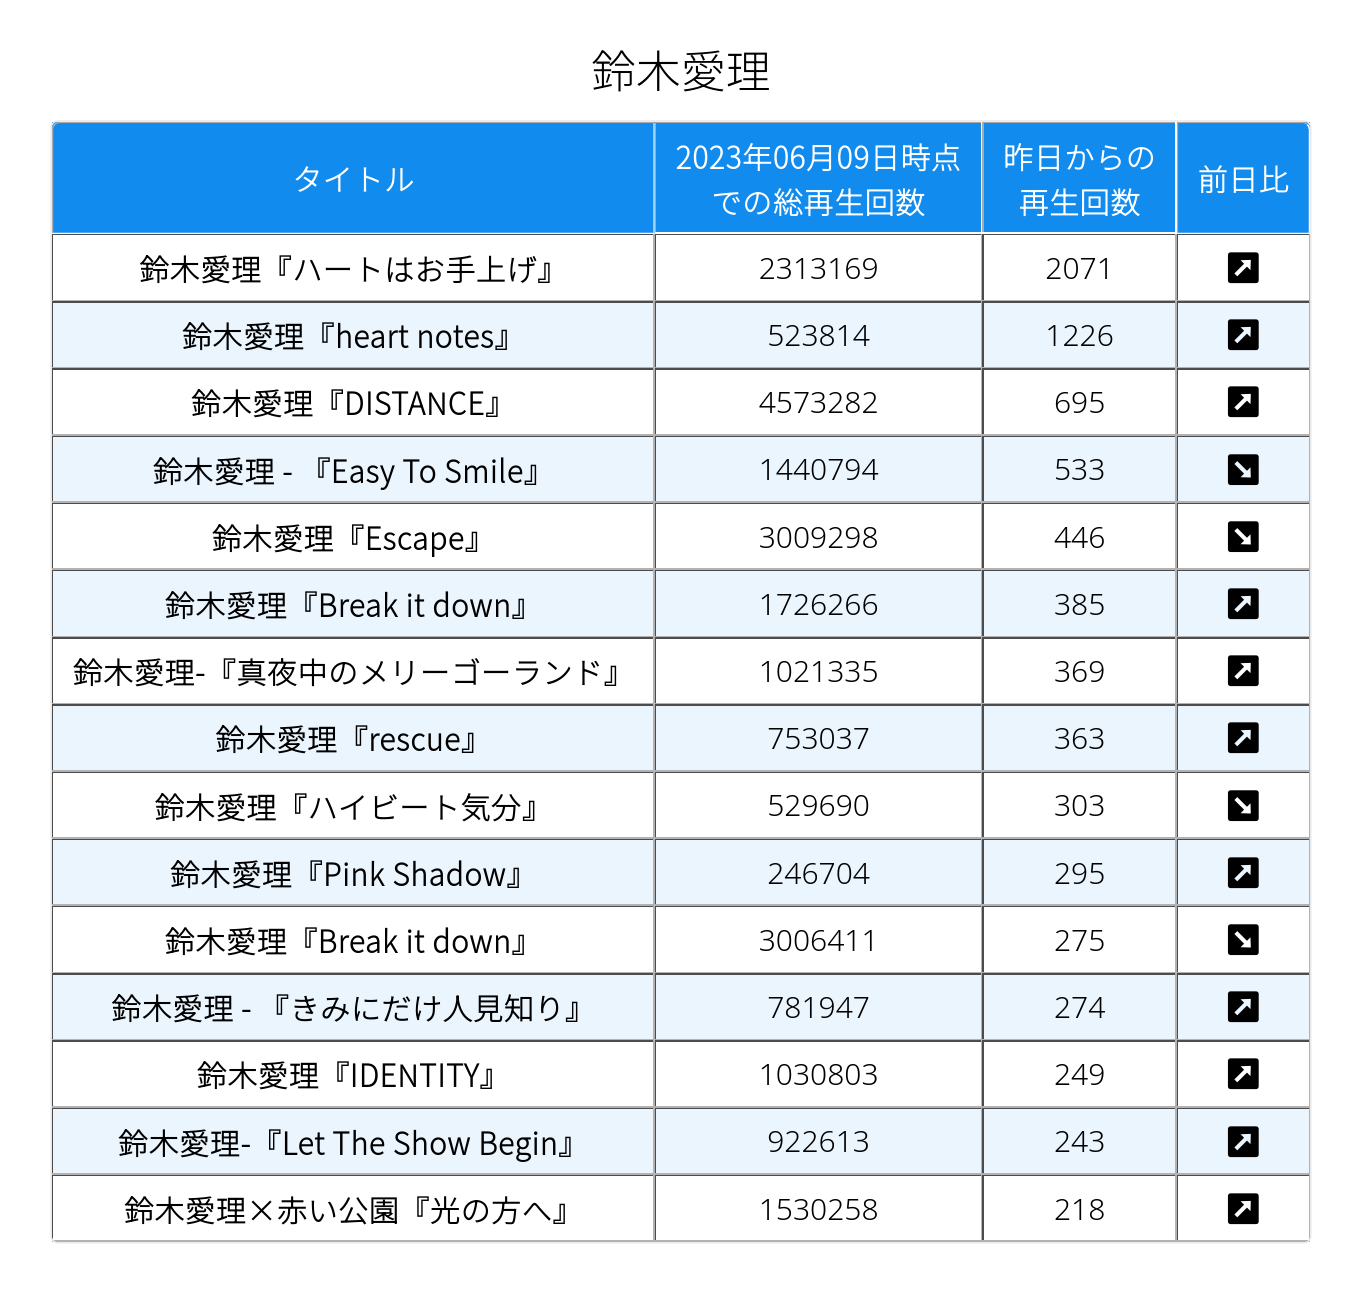 鈴木愛理
タイトル
2023年06月09日時点
での総再生回数
昨日からの
再生回数
前日比
鈴木愛理『ハートはお手上げ』 2313169 2071 ↗
鈴木愛理『heart notes』 523814 1226 ↗
鈴木愛理『DISTANCE』 4573282 695 ↗
鈴木愛理 - 『Easy To Smile』 1440794 533 ↘
鈴木愛理『Escape』 3009298 446 ↘
鈴木愛理『Break it down』 1726266 385 ↗
鈴木愛理-『真夜中のメリーゴーランド』 1021335 369 ↗
鈴木愛理『rescue』 753037 363 ↗
鈴木愛理『ハイビート気分』 529690 303 ↘
鈴木愛理『Pink Shadow』 246704 295 ↗
鈴木愛理『Break it down』 3006411 275 ↘
鈴木愛理 - 『きみにだけ人見知り』 781947 274 ↗
鈴木愛理『IDENTITY』 1030803 249 ↗
鈴木愛理-『Let The Show Begin』 922613 243 ↗
鈴木愛理×赤い公園『光の方へ』 1530258 218 ↗